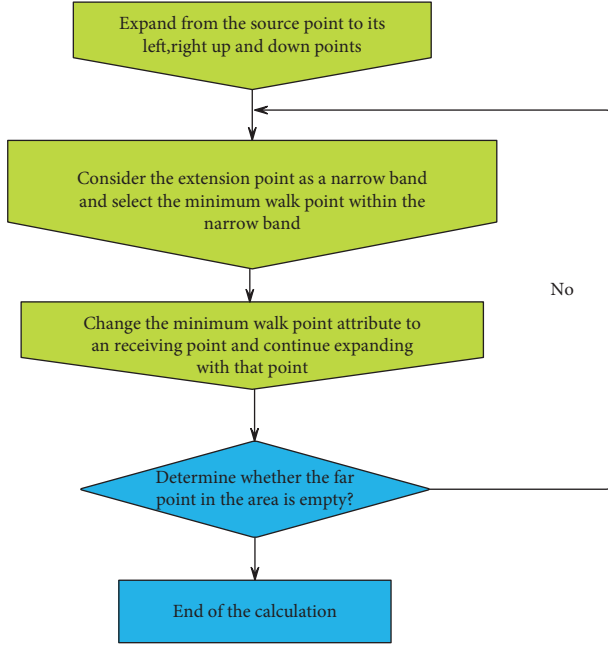 Expand from the source point to its
left,right up and down points
Consider the extension point as a narrow band
and select the minimum walk point within the
narrow band
No
Change the minimum walk point attribute to
an receiving point and continue expanding
with that point
Determine whether the far
point in the area is empty?
End of the calculation